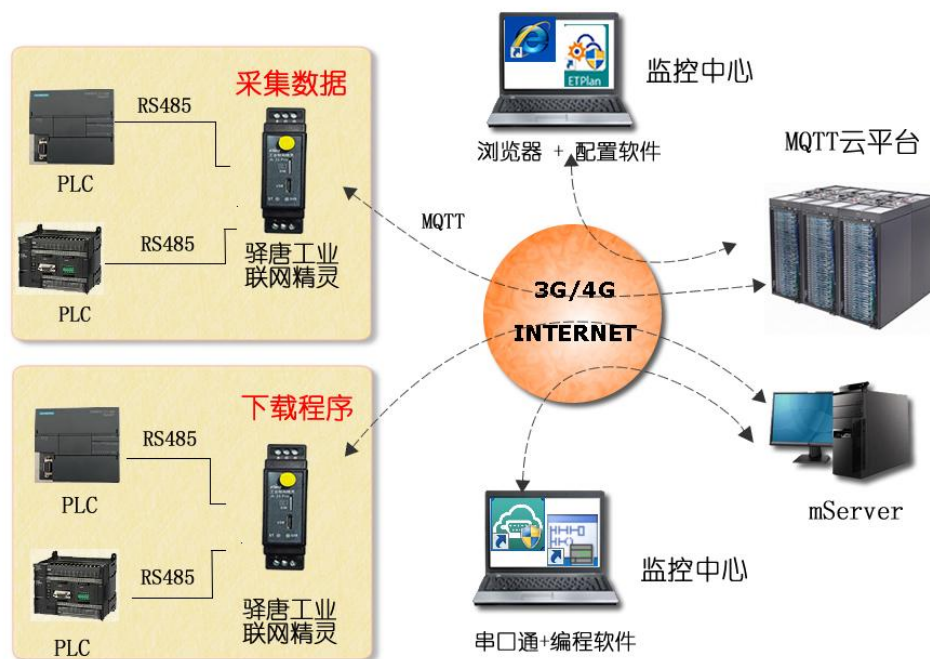 采集数据
RS485
PLC
RS485
PLC
驿唐工业
联网精灵
MQTT
ETPlan
监控中心
浏览器 + 配置软件
MQTT云平台
3G/4G
INTERNET
下载程序
RS485
PLC
RS485
PLC
驿唐工业
联网精灵
mServer
监控中心
串口通+编程软件